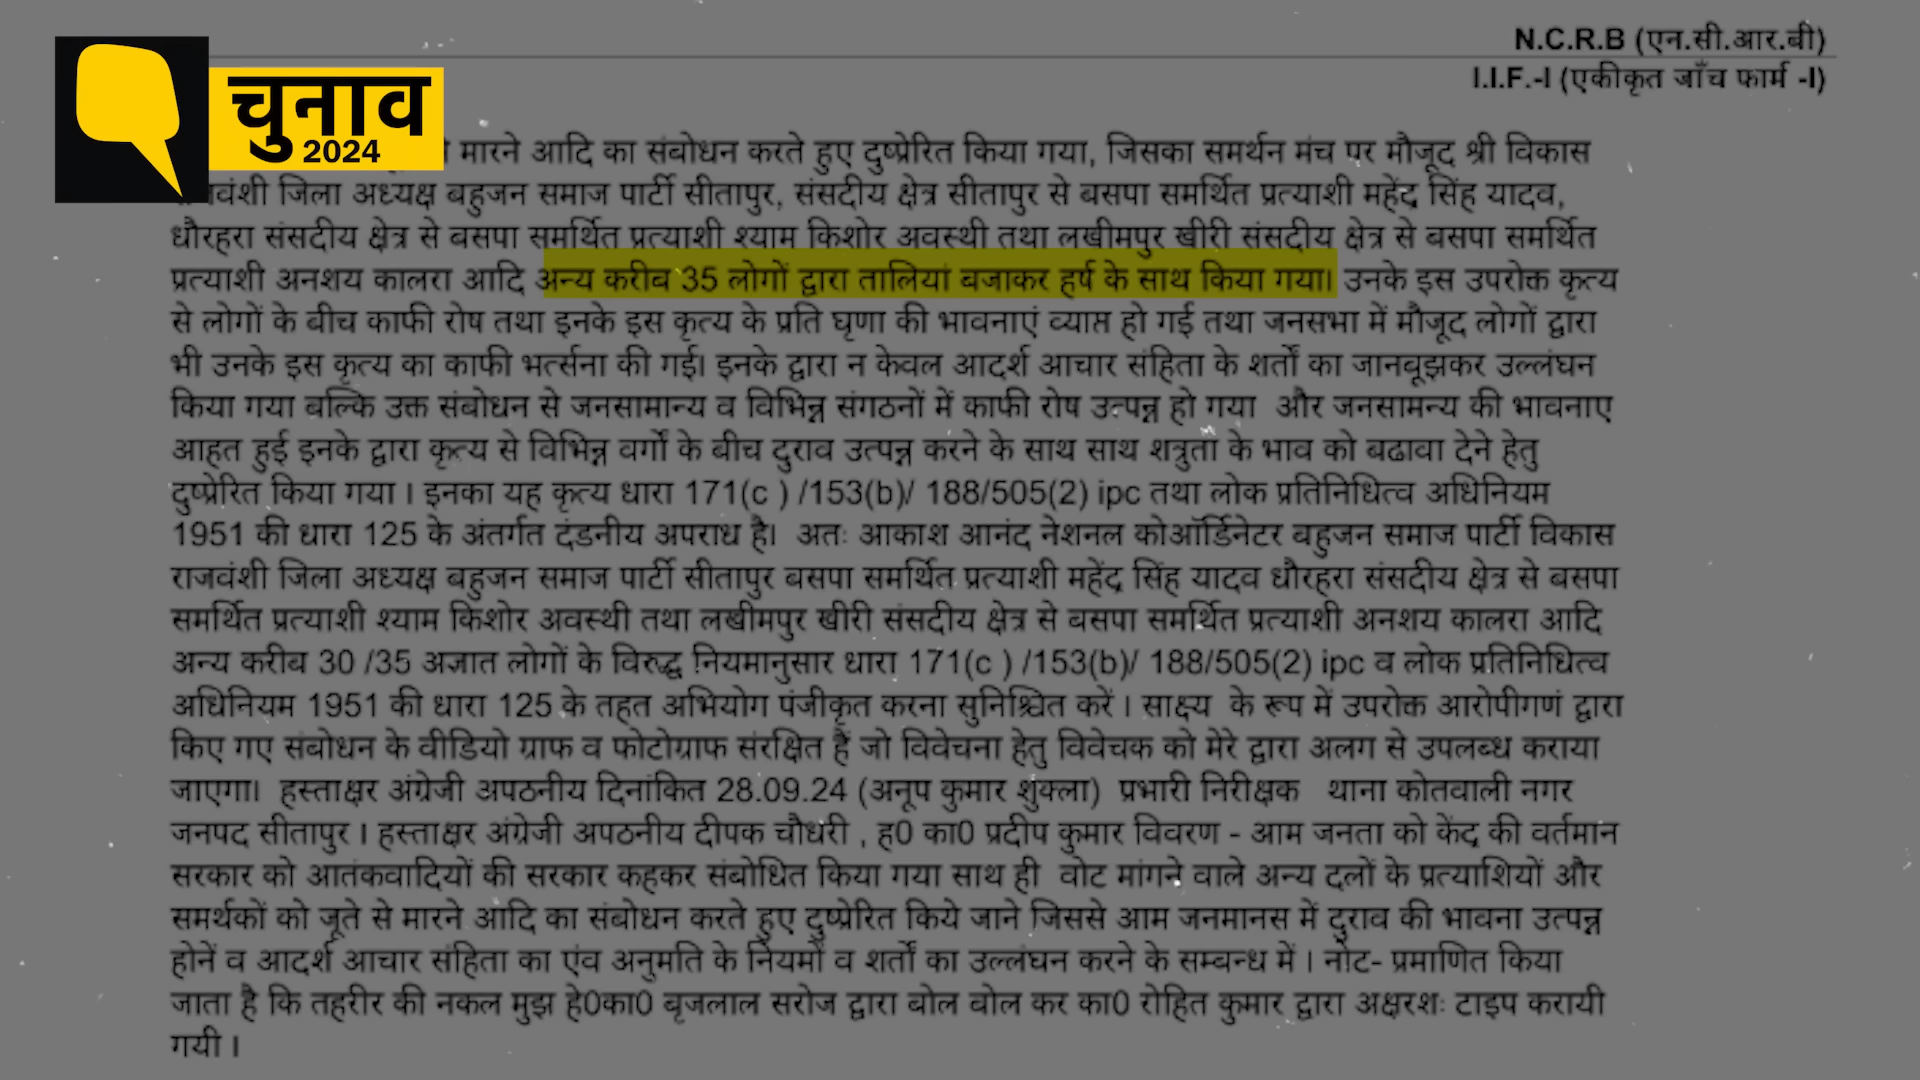 N.C.R.B (एन.सी.आर.बी)
I.I.F.-I (एकीकृत जाँच फार्म -I)
चुनाव
2024
मारने आदि का संबोधन करते हुए दुष्प्रेरित किया गया, जिसका समर्थन मंच पर मौजूद श्री विकास
वंशी जिला अध्यक्ष बहुजन समाज पार्टी सीतापुर, संसदीय क्षेत्र सीतापुर से बसपा समर्थित प्रत्याशी महेंद्र सिंह यादव,
धौरहरा संसदीय क्षेत्र से बसपा समर्थित प्रत्याशी श्याम किशोर अवस्थी तथा लखीमपुर खीरी संसदीय क्षेत्र से बसपा समर्थित
प्रत्याशी अनशय कालरा आदि अन्य करीब 35 लोगों द्वारा तालियां बजाकर हर्ष के साथ किया गया। उनके इस उपरोक्त कृत्य
से लोगों के बीच काफी रोष तथा इनके इस कृत्य के प्रति घृणा की भावनाएं व्याप्त हो गई तथा जनसभा में मौजूद लोगों द्वारा
भी उनके इस कृत्य का काफी भर्त्सना की गई। इनके द्वारा न केवल आदर्श आचार संहिता के शर्तों का जानबूझकर उल्लंघन
किया गया बल्कि उक्त संबोधन से जनसामान्य व विभिन्न संगठनों में काफी रोष उत्पन्न हो गया और जनसामन्य की भावनाए
आहत हुई इनके द्वारा कृत्य से विभिन्न वर्गों के बीच दुराव उत्पन्न करने के साथ साथ शत्रुता के भाव को बढावा देने हेतु
दुष्प्रेरित किया गया । इनका यह कृत्य धारा 171(c ) /153(b)/ 188/505(2) ipc तथा लोक प्रतिनिधित्व अधिनियम
1951 की धारा 125 के अंतर्गत दंडनीय अपराध है। अतः आकाश आनंद नेशनल कोऑर्डिनेटर बहुजन समाज पार्टी विकास
राजवंशी जिला अध्यक्ष बहुजन समाज पार्टी सीतापुर बसपा समर्थित प्रत्याशी महेंद्र सिंह यादव धौरहरा संसदीय क्षेत्र से बसपा
समर्थित प्रत्याशी श्याम किशोर अवस्थी तथा लखीमपुर खीरी संसदीय क्षेत्र से बसपा समर्थित प्रत्याशी अनशय कालरा आदि
अन्य करीब 30 /35 अज्ञात लोगों के विरुद्ध नियमानुसार धारा 171(c ) /153(b)/ 188/505(2) ipc व लोक प्रतिनिधित्व
अधिनियम 1951 की धारा 125 के तहत अभियोग पंजीकृत करना सुनिश्चित करें । साक्ष्य के रूप में उपरोक्त आरोपीगणं द्वारा
किए गए संबोधन के वीडियो ग्राफ व फोटोग्राफ संरक्षित हैं जो विवेचना हेतु विवेचक को मेरे द्वारा अलग से उपलब्ध कराया
जाएगा। हस्ताक्षर अंग्रेजी अपठनीय दिनांकित 28.09.24 (अनूप कुमार शुक्ला) प्रभारी निरीक्षक थाना कोतवाली नगर
जनपद सीतापुर । हस्ताक्षर अंग्रेजी अपठनीय दीपक चौधरी , ह0 का0 प्रदीप कुमार विवरण - आम जनता को केंद्र की वर्तमान
सरकार को आतंकवादियों की सरकार कहकर संबोधित किया गया साथ ही वोट मांगने वाले अन्य दलों के प्रत्याशियों और
समर्थकों को जूते से मारने आदि का संबोधन करते हुए दुष्प्रेरित किये जाने जिससे आम जनमानस में दुराव की भावना उत्पन्न
होनें व आदर्श आचार संहिता का एंव अनुमति के नियमों व शर्तों का उल्लंघन करने के सम्बन्ध में । नोट- प्रमाणित किया
जाता है कि तहरीर की नकल मुझ हे0का0 बृजलाल सरोज द्वारा बोल बोल कर का0 रोहित कुमार द्वारा अक्षरशः टाइप करायी
गयी ।